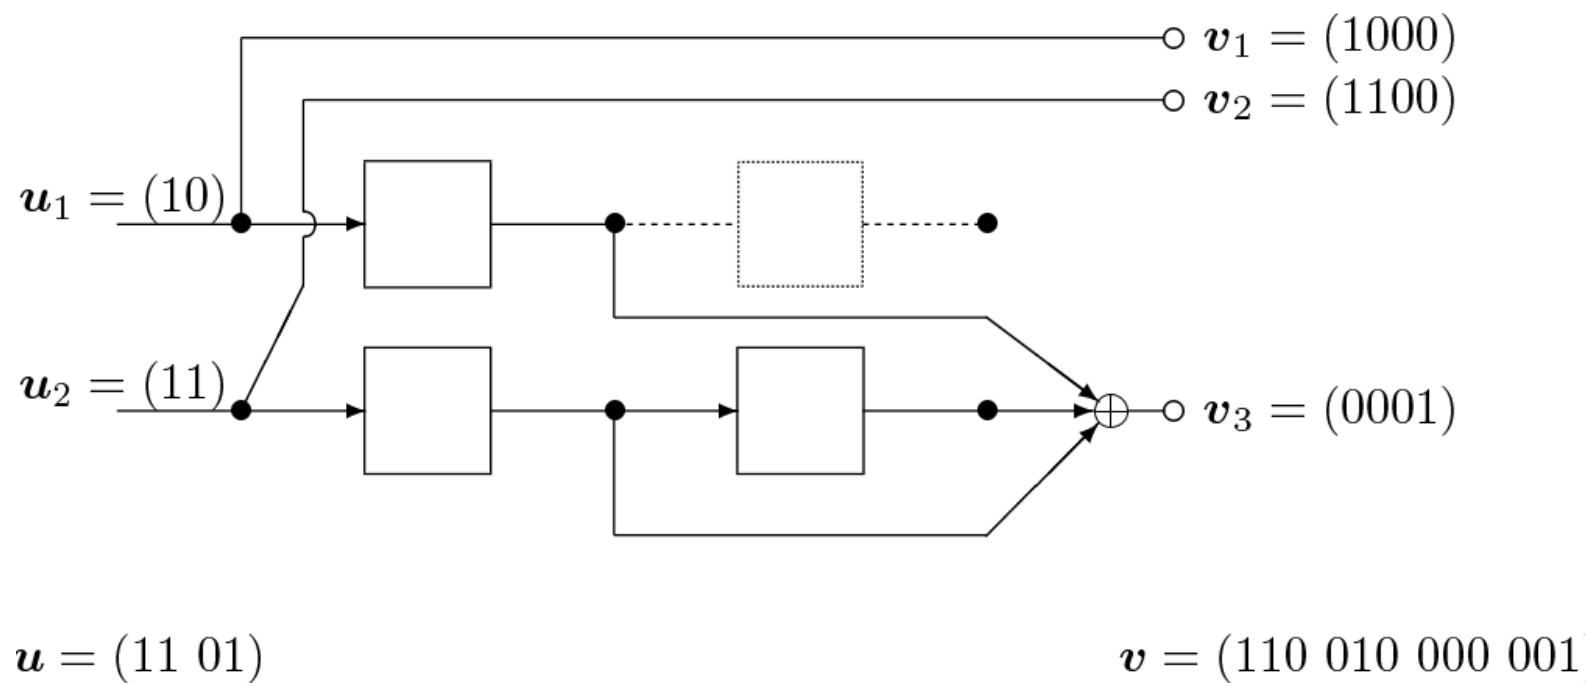 v₁ = (1000)
v₂ = (1100)
u₁ = (10)
u₂ = (11)
v₃ = (0001)
u = (11 01)
v = (110 010 000 001)